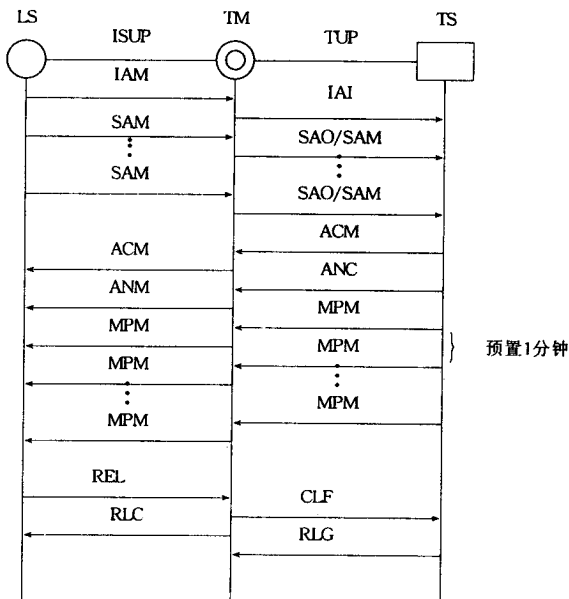 LS
TM
TS
ISUP
TUP
IAM
IAI
SAM
SAO/SAM
SAM
SAO/SAM
ACM
ACM
ANC
ANM
MPM
MPM
MPM
预置1分钟
MPM
MPM
MPM
REL
CLF
RLC
RLG